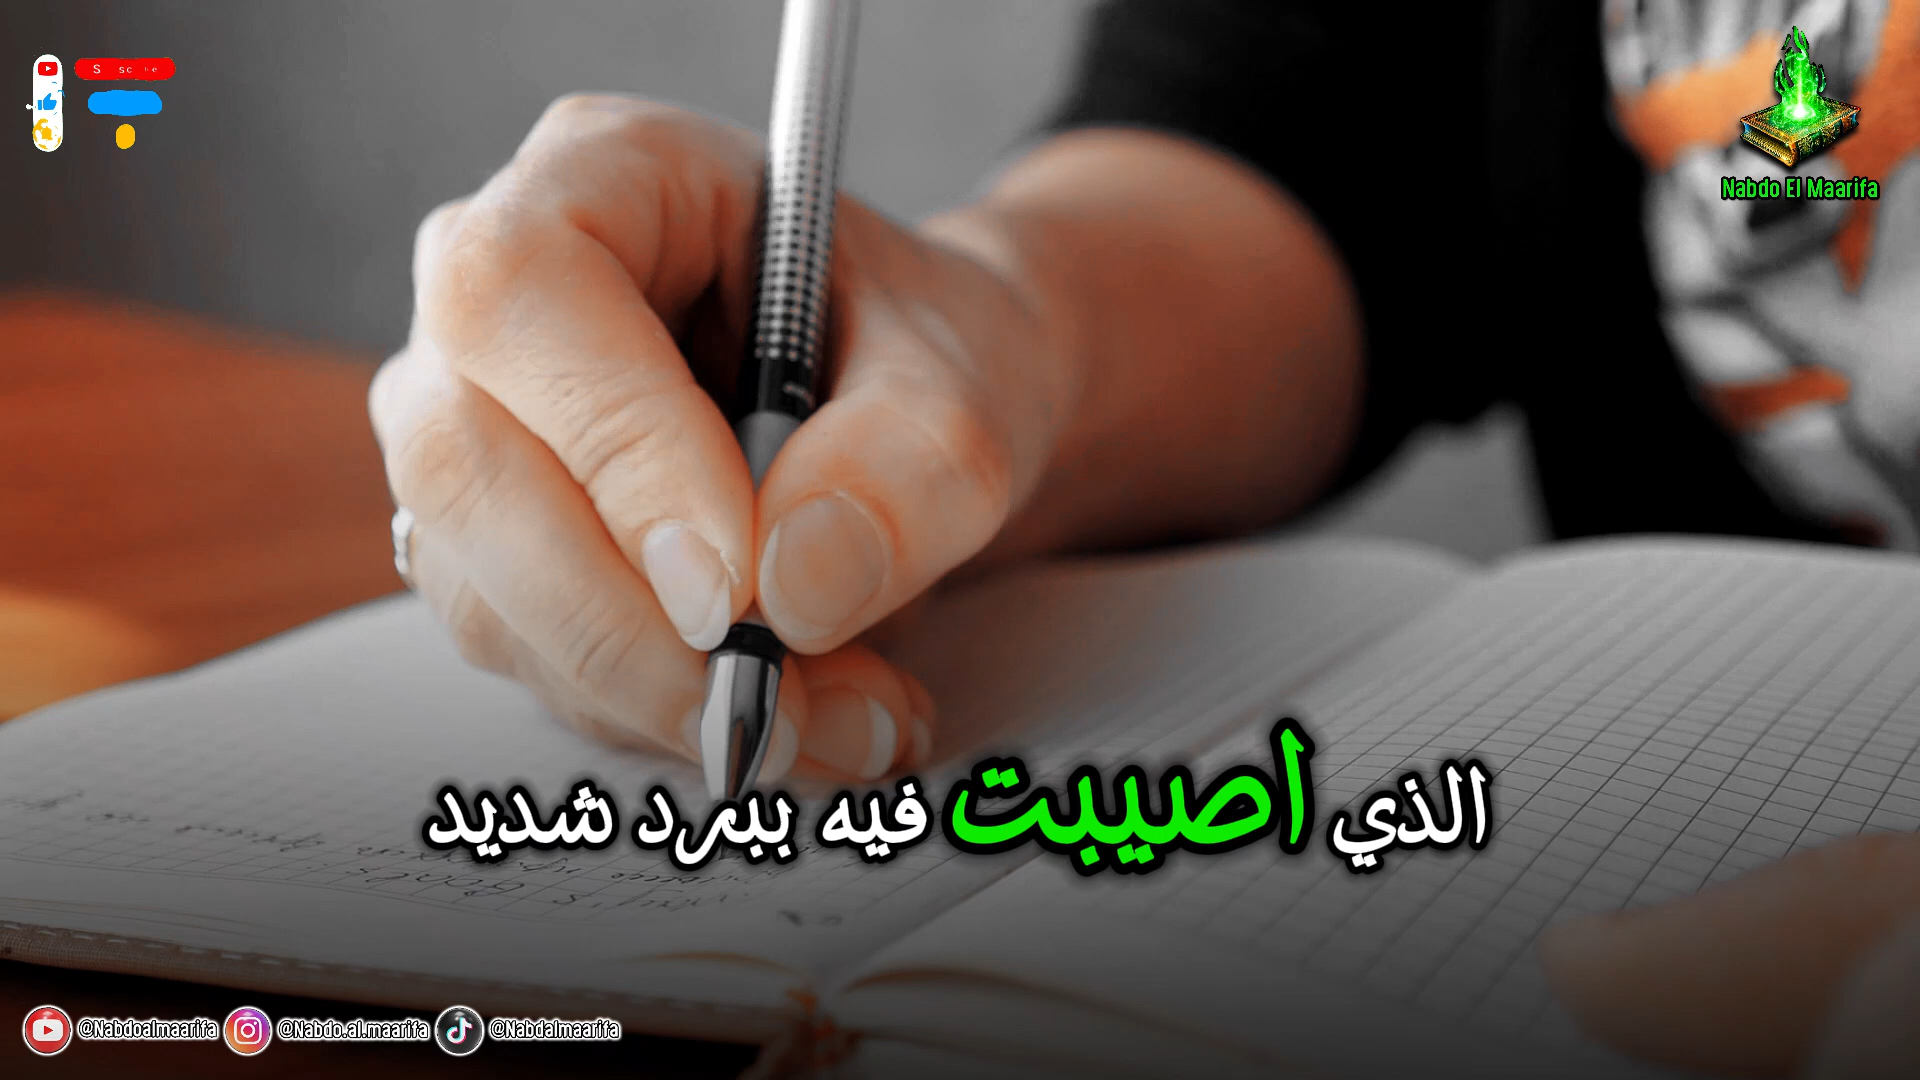 Nabdo El Maarifa
الذي اصيبت فيه ببرد شديد
@Nabdoalmaarifa @Nabdo.al.maarifa @Nabdalmaarifa